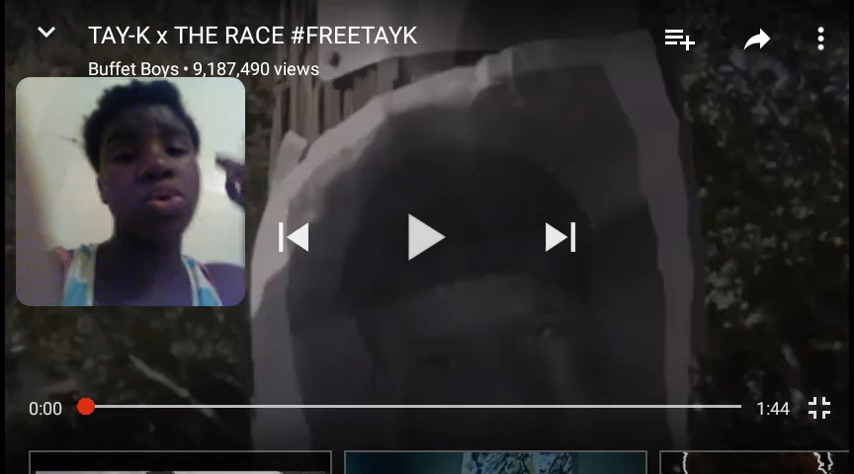 TAY-K x THE RACE #FREETAYK
Buffet Boys • 9,187,490 views
0:00
1:44